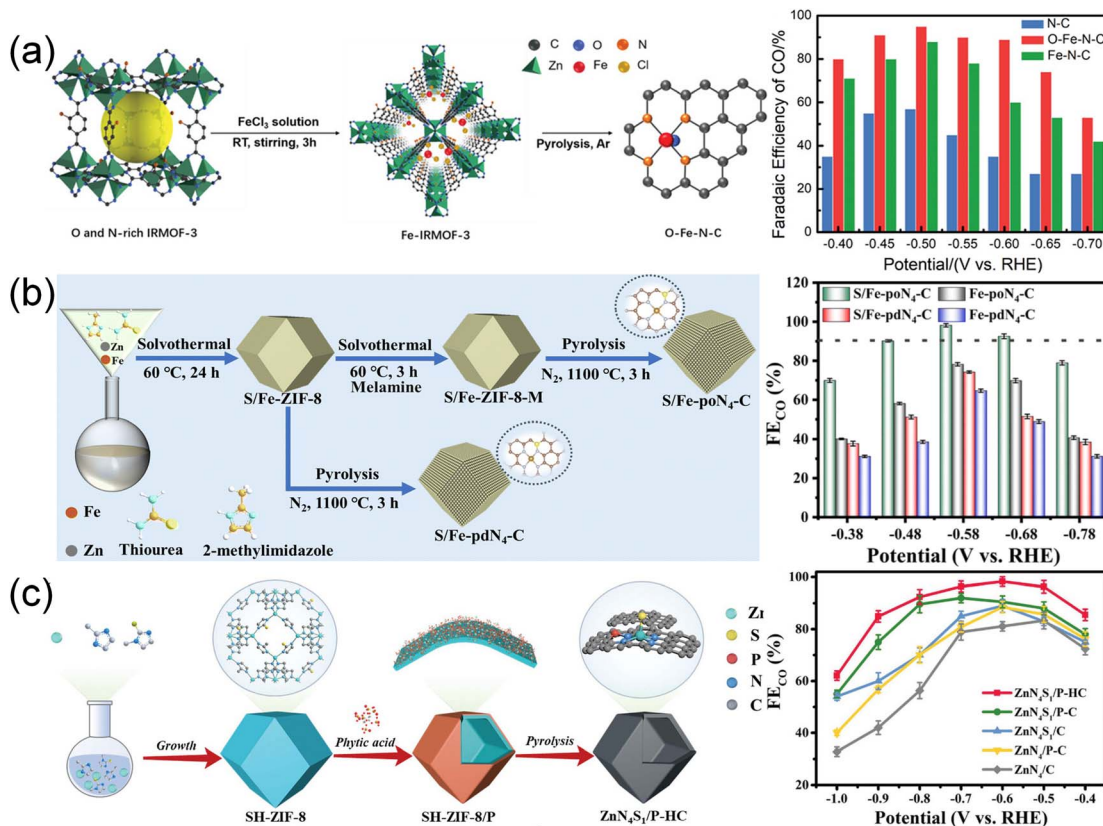 (a)
C O N
Zn Fe Cl
FeCl₃ solution
RT, stirring, 3h
Pyrolysis, Ar
O and N-rich IRMOF-3
Fe-IRMOF-3
O-Fe-N-C
Faradaic Efficiency of CO/%
100
80
60
40
20
0
N-C
O-Fe-N-C
Fe-N-C
-0.40 -0.45 -0.50 -0.55 -0.60 -0.65 -0.70
Potential/(V vs. RHE)
(b)
Zn
Fe
Solvothermal
60 °C, 24 h
S/Fe-ZIF-8
Solvothermal
60 °C, 3 h
Melamine
S/Fe-ZIF-8-M
Pyrolysis
N₂, 1100 °C, 3 h
S/Fe-poN₄-C
Pyrolysis
N₂, 1100 °C, 3 h
S/Fe-pdN₄-C
Fe
Zn
Thiourea
2-methylimidazole
FE_CO (%)
120
100
80
60
40
20
0
S/Fe-poN₄-C Fe-poN₄-C
S/Fe-pdN₄-C Fe-pdN₄-C
-0.38 -0.48 -0.58 -0.68 -0.78
Potential (V vs. RHE)
(c)
Growth
SH-ZIF-8
Phytic acid
SH-ZIF-8/P
Pyrolysis
ZnN₄S₁/P-HC
Zn
S
P
N
C
FE_CO (%)
100
80
60
40
20
ZnN₄S₁/P-HC
ZnN₄S₁/P-C
ZnN₄S₁/C
ZnN₄/P-C
ZnN₄/C
-1.0 -0.9 -0.8 -0.7 -0.6 -0.5 -0.4
Potential (V vs. RHE)